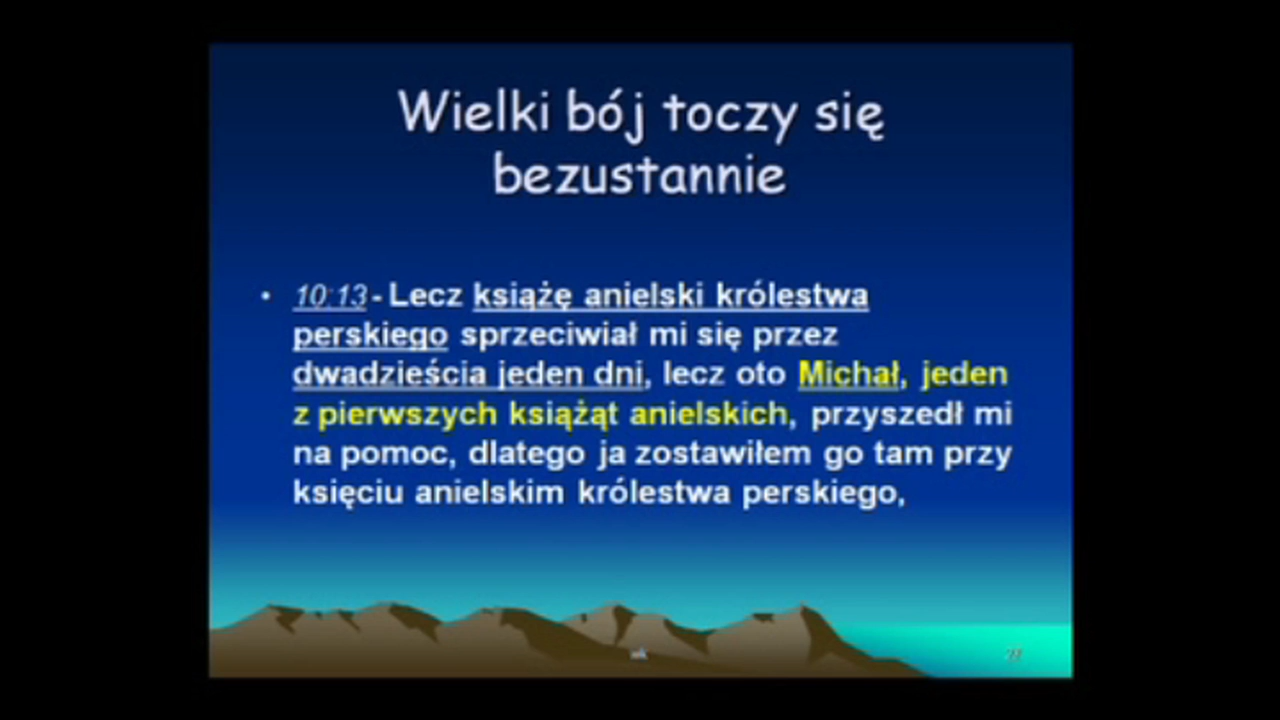 Wielki bój toczy się
bezustannie
• 10:13 - Lecz książę anielski królestwa
perskiego sprzeciwiał mi się przez
dwadzieścia jeden dni, lecz oto Michał, jeden
z pierwszych książąt anielskich, przyszedł mi
na pomoc, dlatego ja zostawiłem go tam przy
księciu anielskim królestwa perskiego,